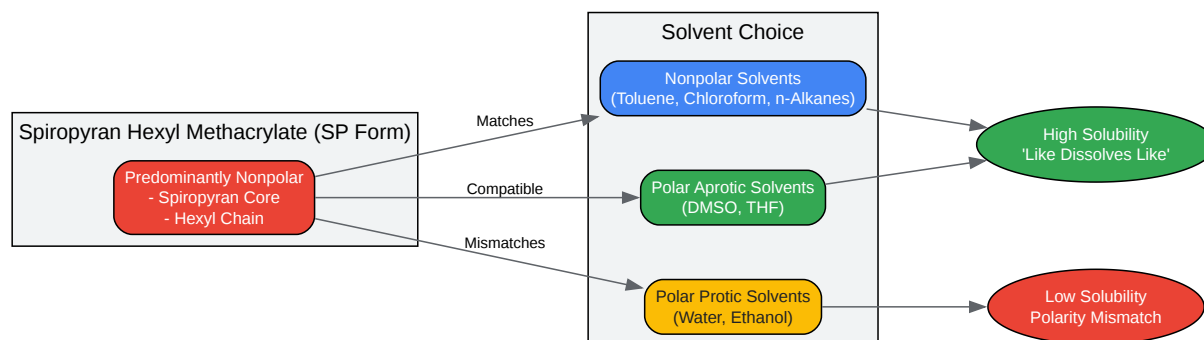 Spiropyran Hexyl Methacrylate (SP Form)
Predominantly Nonpolar
- Spiropyran Core
- Hexyl Chain
Matches
Compatible
Mismatches
Solvent Choice
Nonpolar Solvents
(Toluene, Chloroform, n-Alkanes)
Polar Aprotic Solvents
(DMSO, THF)
Polar Protic Solvents
(Water, Ethanol)
High Solubility
'Like Dissolves Like'
Low Solubility
Polarity Mismatch